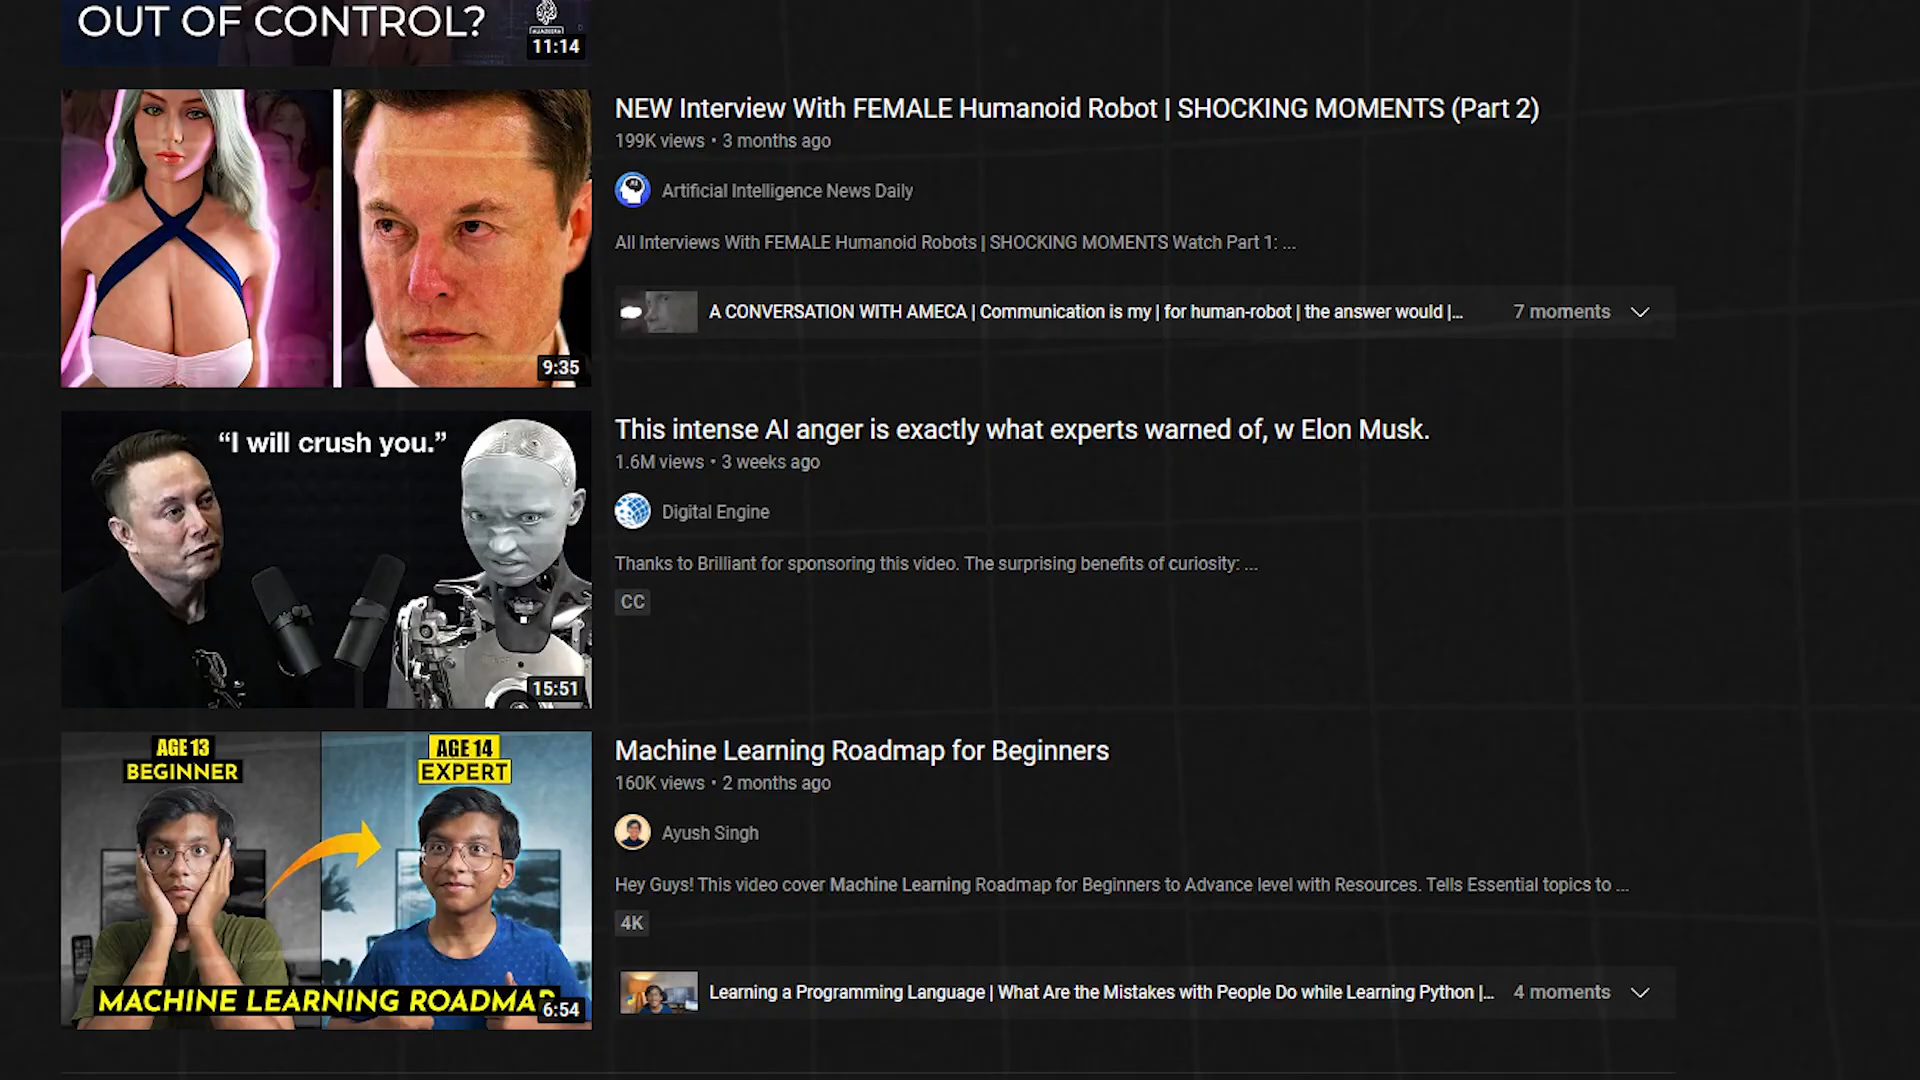 OUT OF CONTROL?
ALJAZEERA
11:14
NEW Interview With FEMALE Humanoid Robot | SHOCKING MOMENTS (Part 2)
199K views • 3 months ago
AI
Artificial Intelligence News Daily
All Interviews With FEMALE Humanoid Robots | SHOCKING MOMENTS Watch Part 1: ...
A CONVERSATION WITH AMECA | Communication is my | for human-robot | the answer would |...
7 moments
9:35
"I will crush you."
15:51
This intense AI anger is exactly what experts warned of, w Elon Musk.
1.6M views • 3 weeks ago
Digital Engine
Thanks to Brilliant for sponsoring this video. The surprising benefits of curiosity: ...
CC
AGE 13
BEGINNER
AGE 14
EXPERT
MACHINE LEARNING ROADMAP
6:54
Machine Learning Roadmap for Beginners
160K views • 2 months ago
Ayush Singh
Hey Guys! This video cover Machine Learning Roadmap for Beginners to Advance level with Resources. Tells Essential topics to ...
4K
Learning a Programming Language | What Are the Mistakes with People Do while Learning Python |...
4 moments